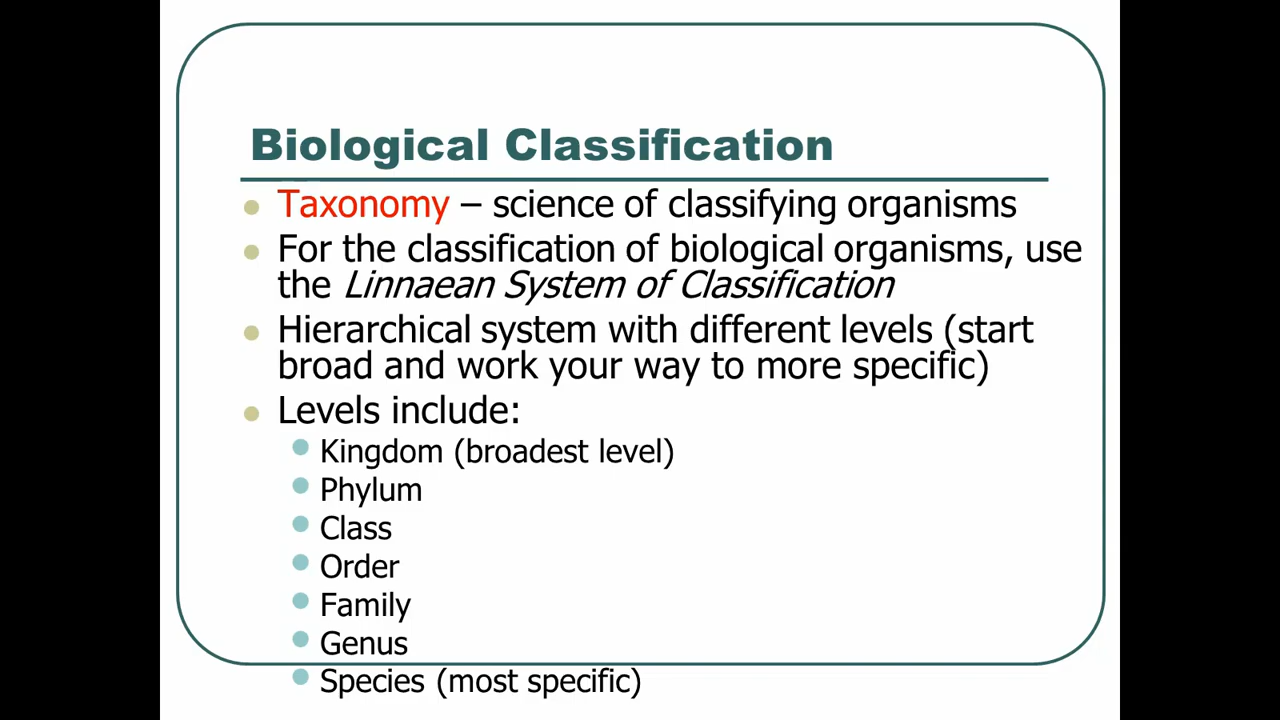 Biological Classification
Taxonomy – science of classifying organisms
For the classification of biological organisms, use
the Linnaean System of Classification
Hierarchical system with different levels (start
broad and work your way to more specific)
Levels include:
Kingdom (broadest level)
Phylum
Class
Order
Family
Genus
Species (most specific)